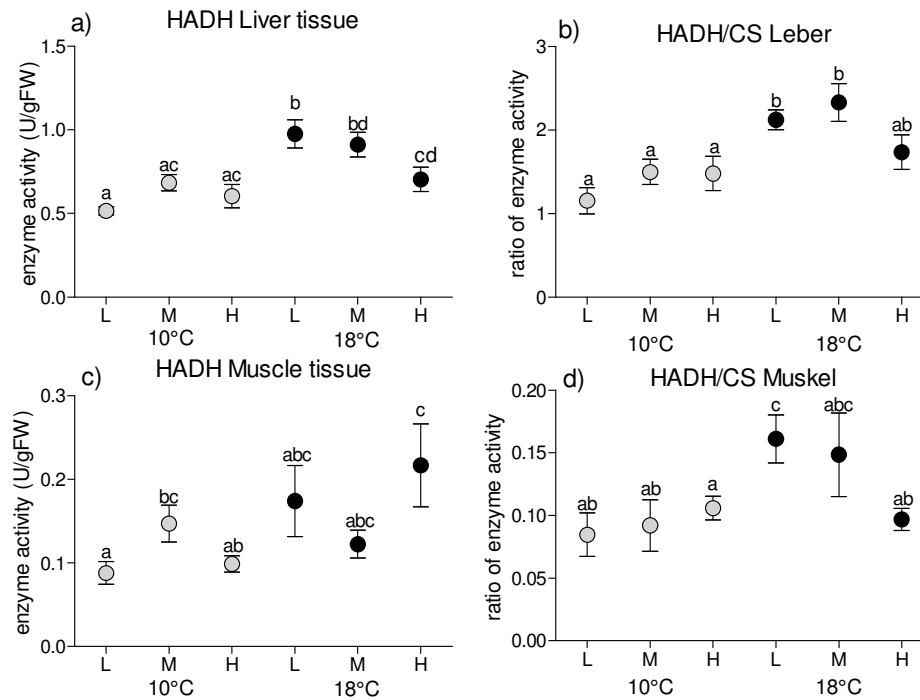 a) HADH Liver tissue
enzyme activity (U/gFW)
1.5
1.0
0.5
0.0
a ac ac b bd cd
L M H L M H
10°C 18°C
b) HADH/CS Leber
ratio of enzyme activity
3
2
1
0
a a a b b ab
L M H L M H
10°C 18°C
c) HADH Muscle tissue
enzyme activity (U/gFW)
0.3
0.2
0.1
0.0
a bc ab abc abc c
L M H L M H
10°C 18°C
d) HADH/CS Muskel
ratio of enzyme activity
0.20
0.15
0.10
0.05
0.00
ab ab a c abc ab
L M H L M H
10°C 18°C